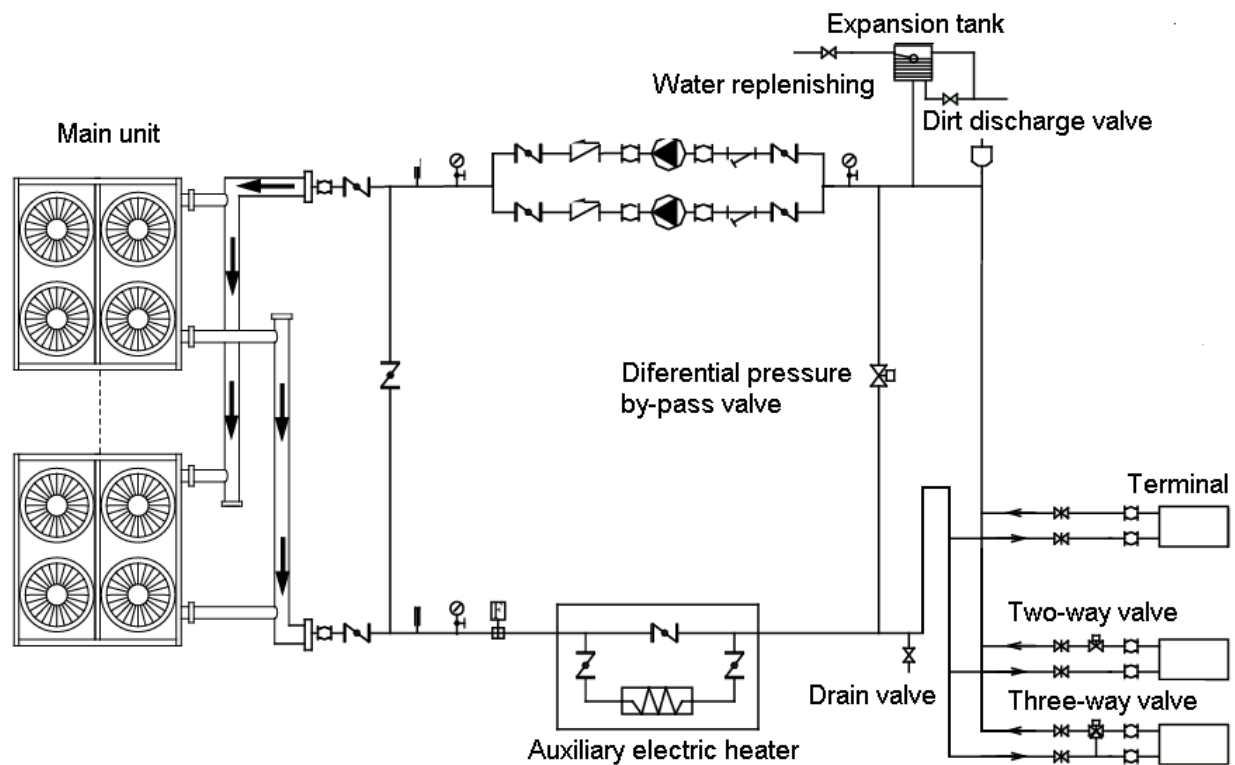 Expansion tank
Water replenishing
Dirt discharge valve
Main unit
Diferential pressure
by-pass valve
Terminal
Two-way valve
Three-way valve
Drain valve
Auxiliary electric heater
F